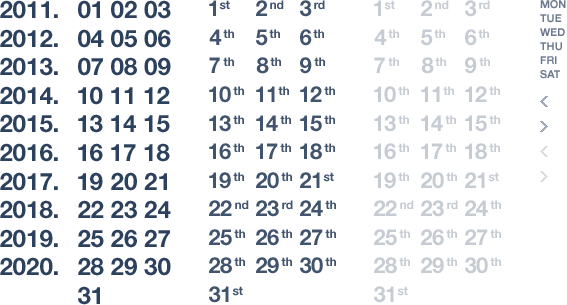 2011. 01 02 03 1st 2nd 3rd 1st 2nd 3rd MON
TUE
2012. 04 05 06 4th 5th 6th 4th 5th 6th WED
THU
2013. 07 08 09 7th 8th 9th 7th 8th 9th FRI
SAT
2014. 10 11 12 10th 11th 12th 10th 11th 12th <
2015. 13 14 15 13th 14th 15th 13th 14th 15th >
2016. 16 17 18 16th 17th 18th 16th 17th 18th <
2017. 19 20 21 19th 20th 21st 19th 20th 21st >
2018. 22 23 24 22nd 23rd 24th 22nd 23rd 24th
2019. 25 26 27 25th 26th 27th 25th 26th 27th
2020. 28 29 30 28th 29th 30th 28th 29th 30th
31 31st 31st